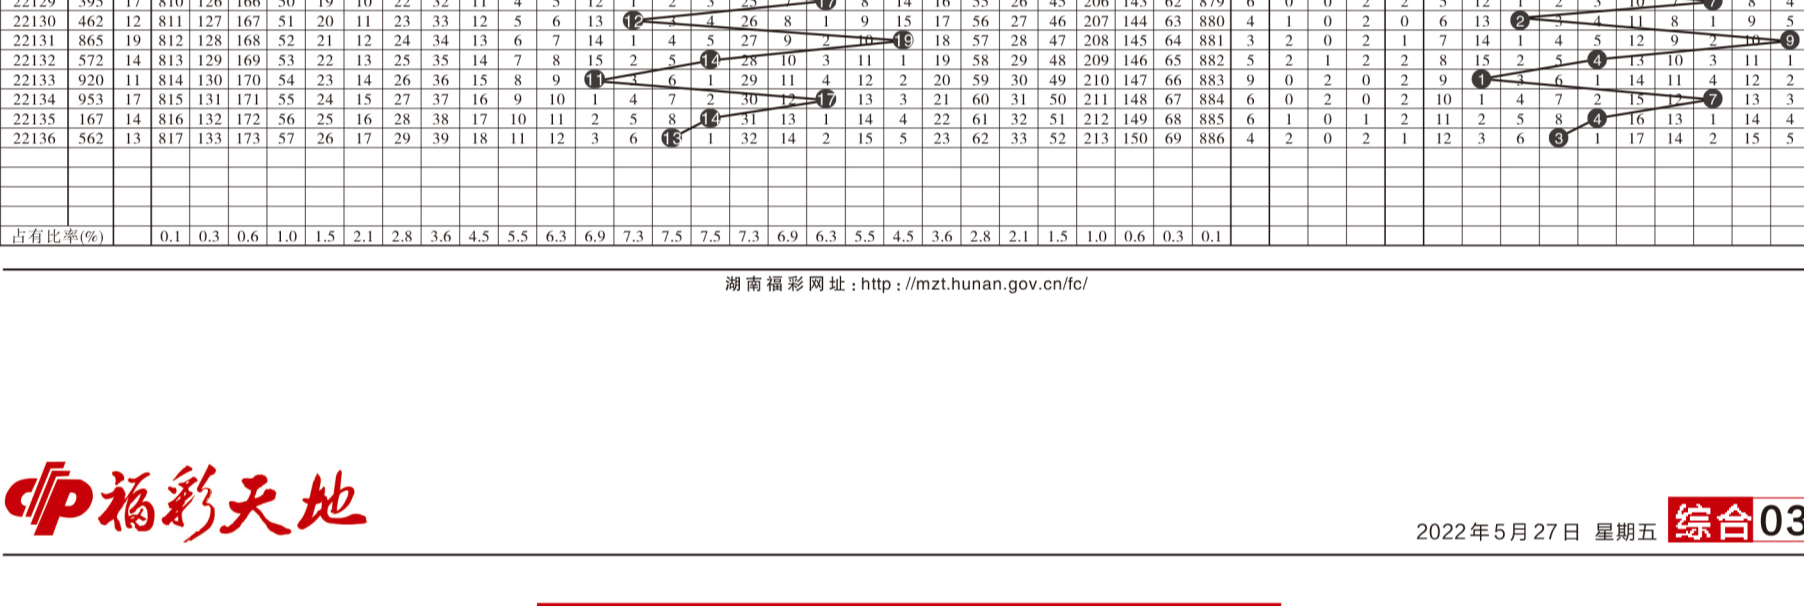 22130 462 12 811 127 167 51 20 11 23 33 12 5 6 13 12 3 4 26 8 1 9 15 17 56 27 46 207 144 63 880 4 1 0 2 0 6 13 2 3 4 11 8 1 9 5
22131 865 19 812 128 168 52 21 12 24 34 13 6 7 14 1 4 5 27 9 2 10 19 18 57 28 47 208 145 64 881 3 2 0 2 1 7 14 1 4 5 12 9 2 10 9
22132 572 14 813 129 169 53 22 13 25 35 14 7 8 15 2 5 14 28 10 3 11 1 19 58 29 48 209 146 65 882 5 2 1 2 2 8 15 2 5 4 13 10 3 11 1
22133 920 11 814 130 170 54 23 14 26 36 15 8 9 11 3 6 1 29 11 4 12 2 20 59 30 49 210 147 66 883 9 0 2 0 2 9 1 3 6 1 14 11 4 12 2
22134 953 17 815 131 171 55 24 15 27 37 16 9 10 1 4 7 2 30 12 17 13 3 21 60 31 50 211 148 67 884 6 0 2 0 2 10 1 4 7 2 15 12 7 13 3
22135 167 14 816 132 172 56 25 16 28 38 17 10 11 2 5 8 14 31 13 1 14 4 22 61 32 51 212 149 68 885 6 1 0 1 2 11 2 5 8 4 16 13 1 14 4
22136 562 13 817 133 173 57 26 17 29 39 18 11 12 3 6 13 1 32 14 2 15 5 23 62 33 52 213 150 69 886 4 2 0 2 1 12 3 6 3 1 17 14 2 15 5
占有比率(%) 0.1 0.3 0.6 1.0 1.5 2.1 2.8 3.6 4.5 5.5 6.3 6.9 7.3 7.5 7.5 7.3 6.9 6.3 5.5 4.5 3.6 2.8 2.1 1.5 1.0 0.6 0.3 0.1
湖南福彩网址:http://mzt.hunan.gov.cn/fc/
福彩天地
2022年5月27日 星期五 综合 03